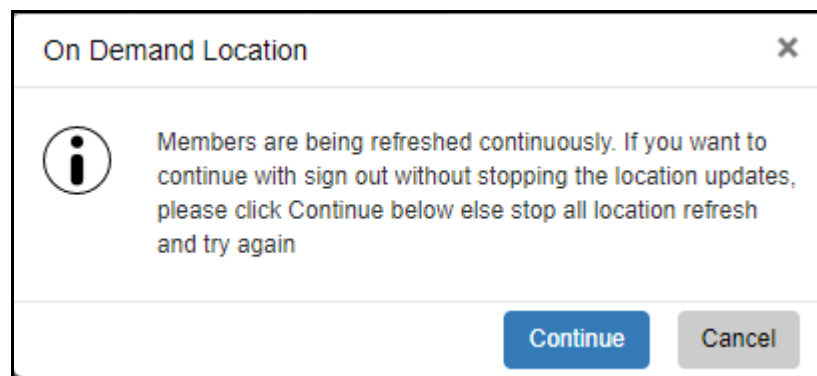 On Demand Location
Members are being refreshed continuously. If you want to
continue with sign out without stopping the location updates,
please click Continue below else stop all location refresh
and try again
Continue
Cancel